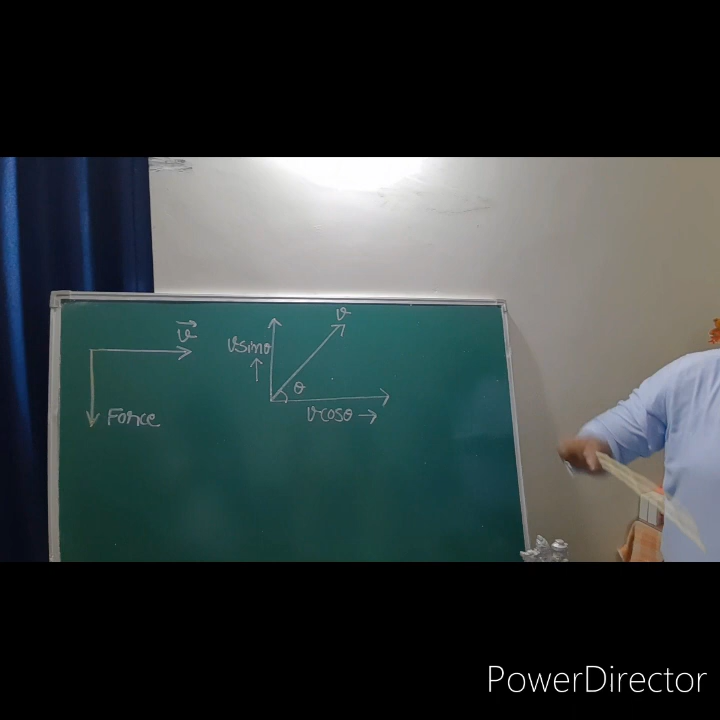 v
v
vsinθ
θ
vcosθ
Force
PowerDirector